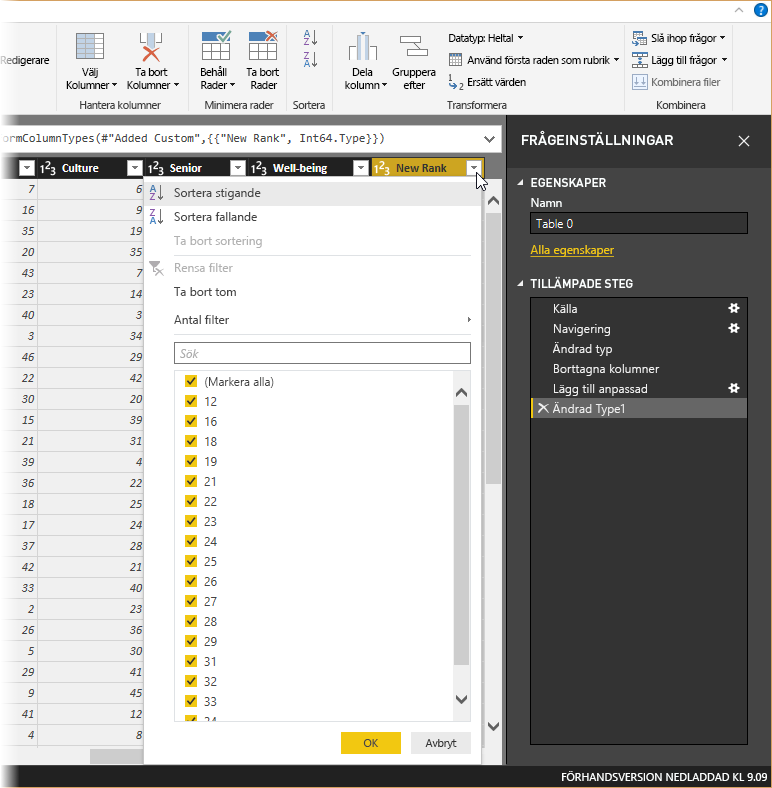 ?
Redigerare
Välj Kolumner
Ta bort Kolumner
Hantera kolumner
Behåll Rader
Ta bort Rader
Minimera rader
A
Z
Z
A
Sortera
Dela kolumn
Gruppera efter
Datatyp: Heltal
Använd första raden som rubrik
1
2 Ersätt värden
Transformera
Slå ihop frågor
Lägg till frågor
Kombinera filer
Kombinera
ormColumnTypes(#"Added Custom",{{"New Rank", Int64.Type}})
123 Culture 123 Senior 123 Well-being 123 New Rank
7 6
16 9
35 19
20 35
43 7
23 14
40 3
3 34
46 29
22 42
30 20
15 39
21 31
39 4
36 22
18 25
17 24
37 28
42 21
33 40
2 23
26 36
5 30
29 41
9 45
41 12
4 8
A
Z Sortera stigande
Z
A Sortera fallande
Ta bort sortering
Rensa filter
Ta bort tom
Antal filter
Sök
(Markera alla)
12
16
18
19
21
22
23
24
25
26
27
28
29
31
32
33
34
OK Avbryt
FRÅGEINSTÄLLNINGAR
EGENSKAPER
Namn
Table 0
Alla egenskaper
TILLÄMPADE STEG
Källa
Navigering
Ändrad typ
Borttagna kolumner
Lägg till anpassad
Ändrad Type1
FÖRHANDSVERSION NEDLADDAD KL 9.09